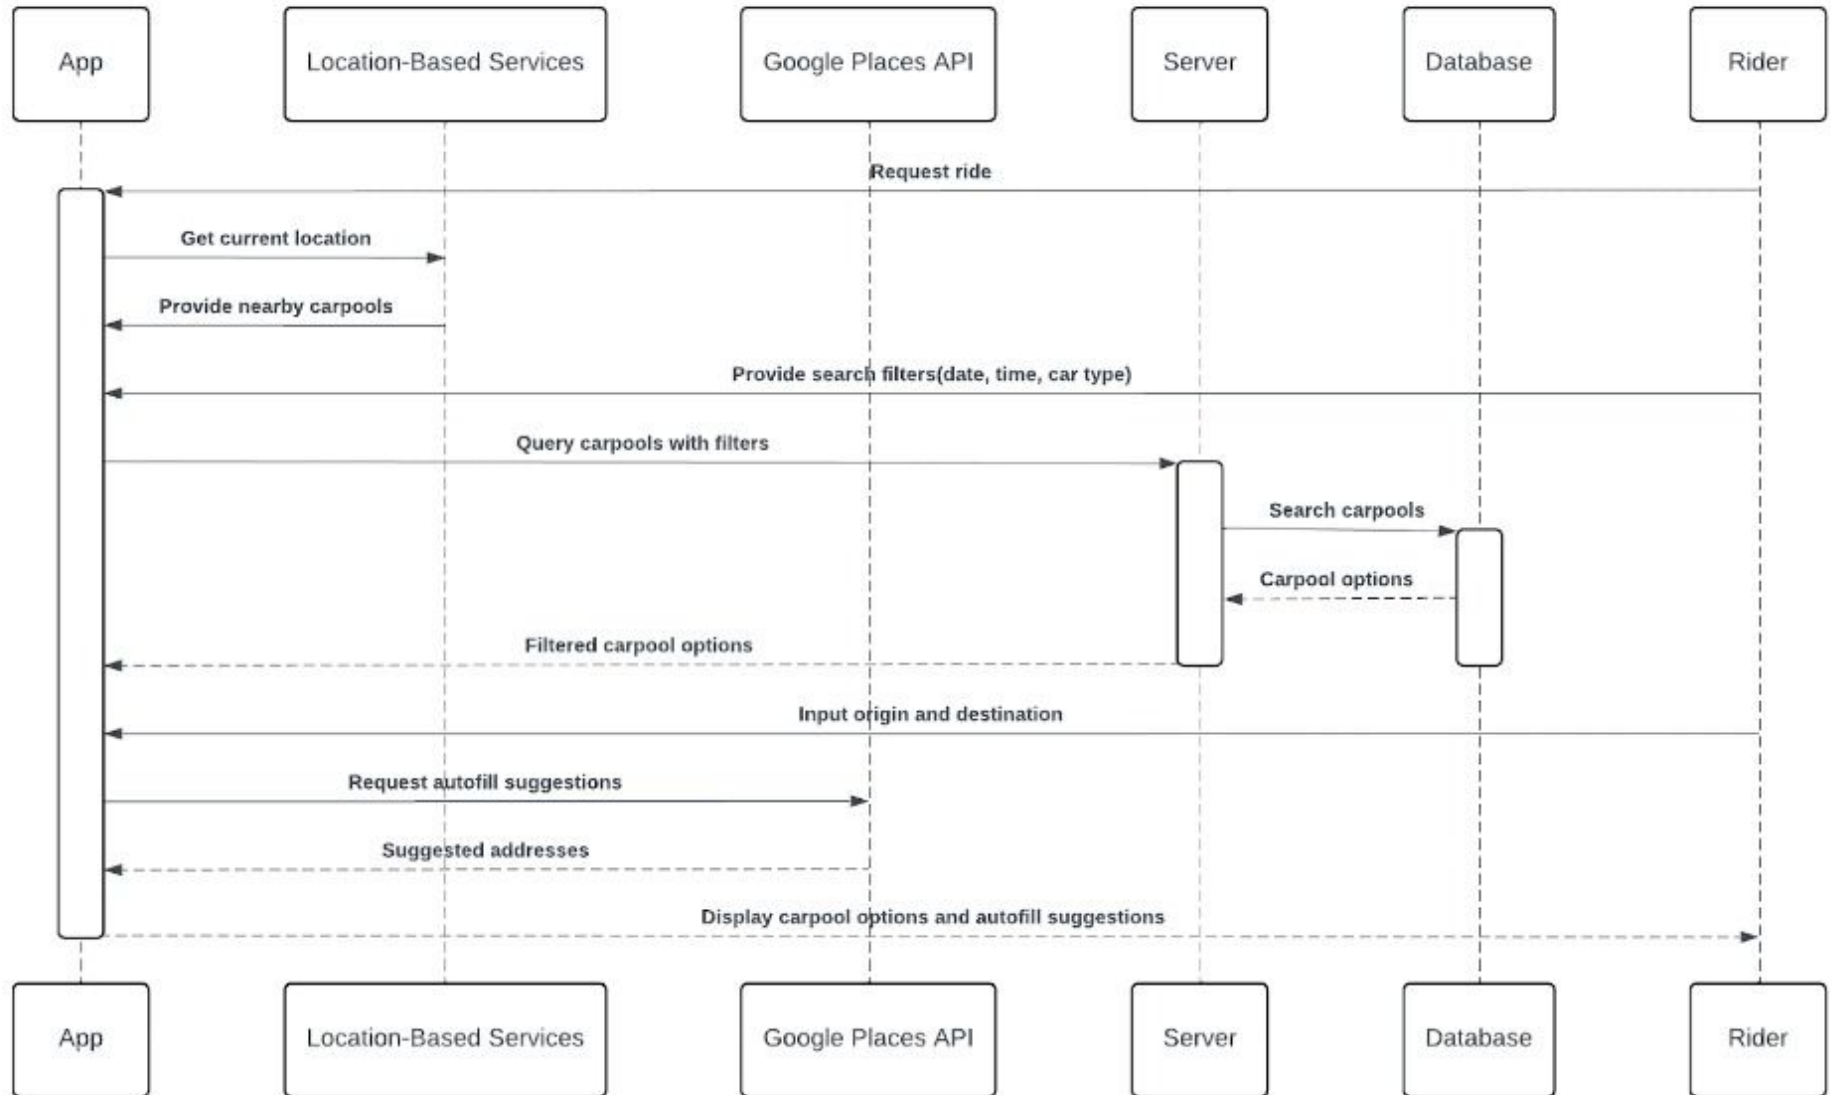 App
Location-Based Services
Google Places API
Server
Database
Rider
Request ride
Get current location
Provide nearby carpools
Provide search filters(date, time, car type)
Query carpools with filters
Search carpools
Carpool options
Filtered carpool options
Input origin and destination
Request autofill suggestions
Suggested addresses
Display carpool options and autofill suggestions
App
Location-Based Services
Google Places API
Server
Database
Rider